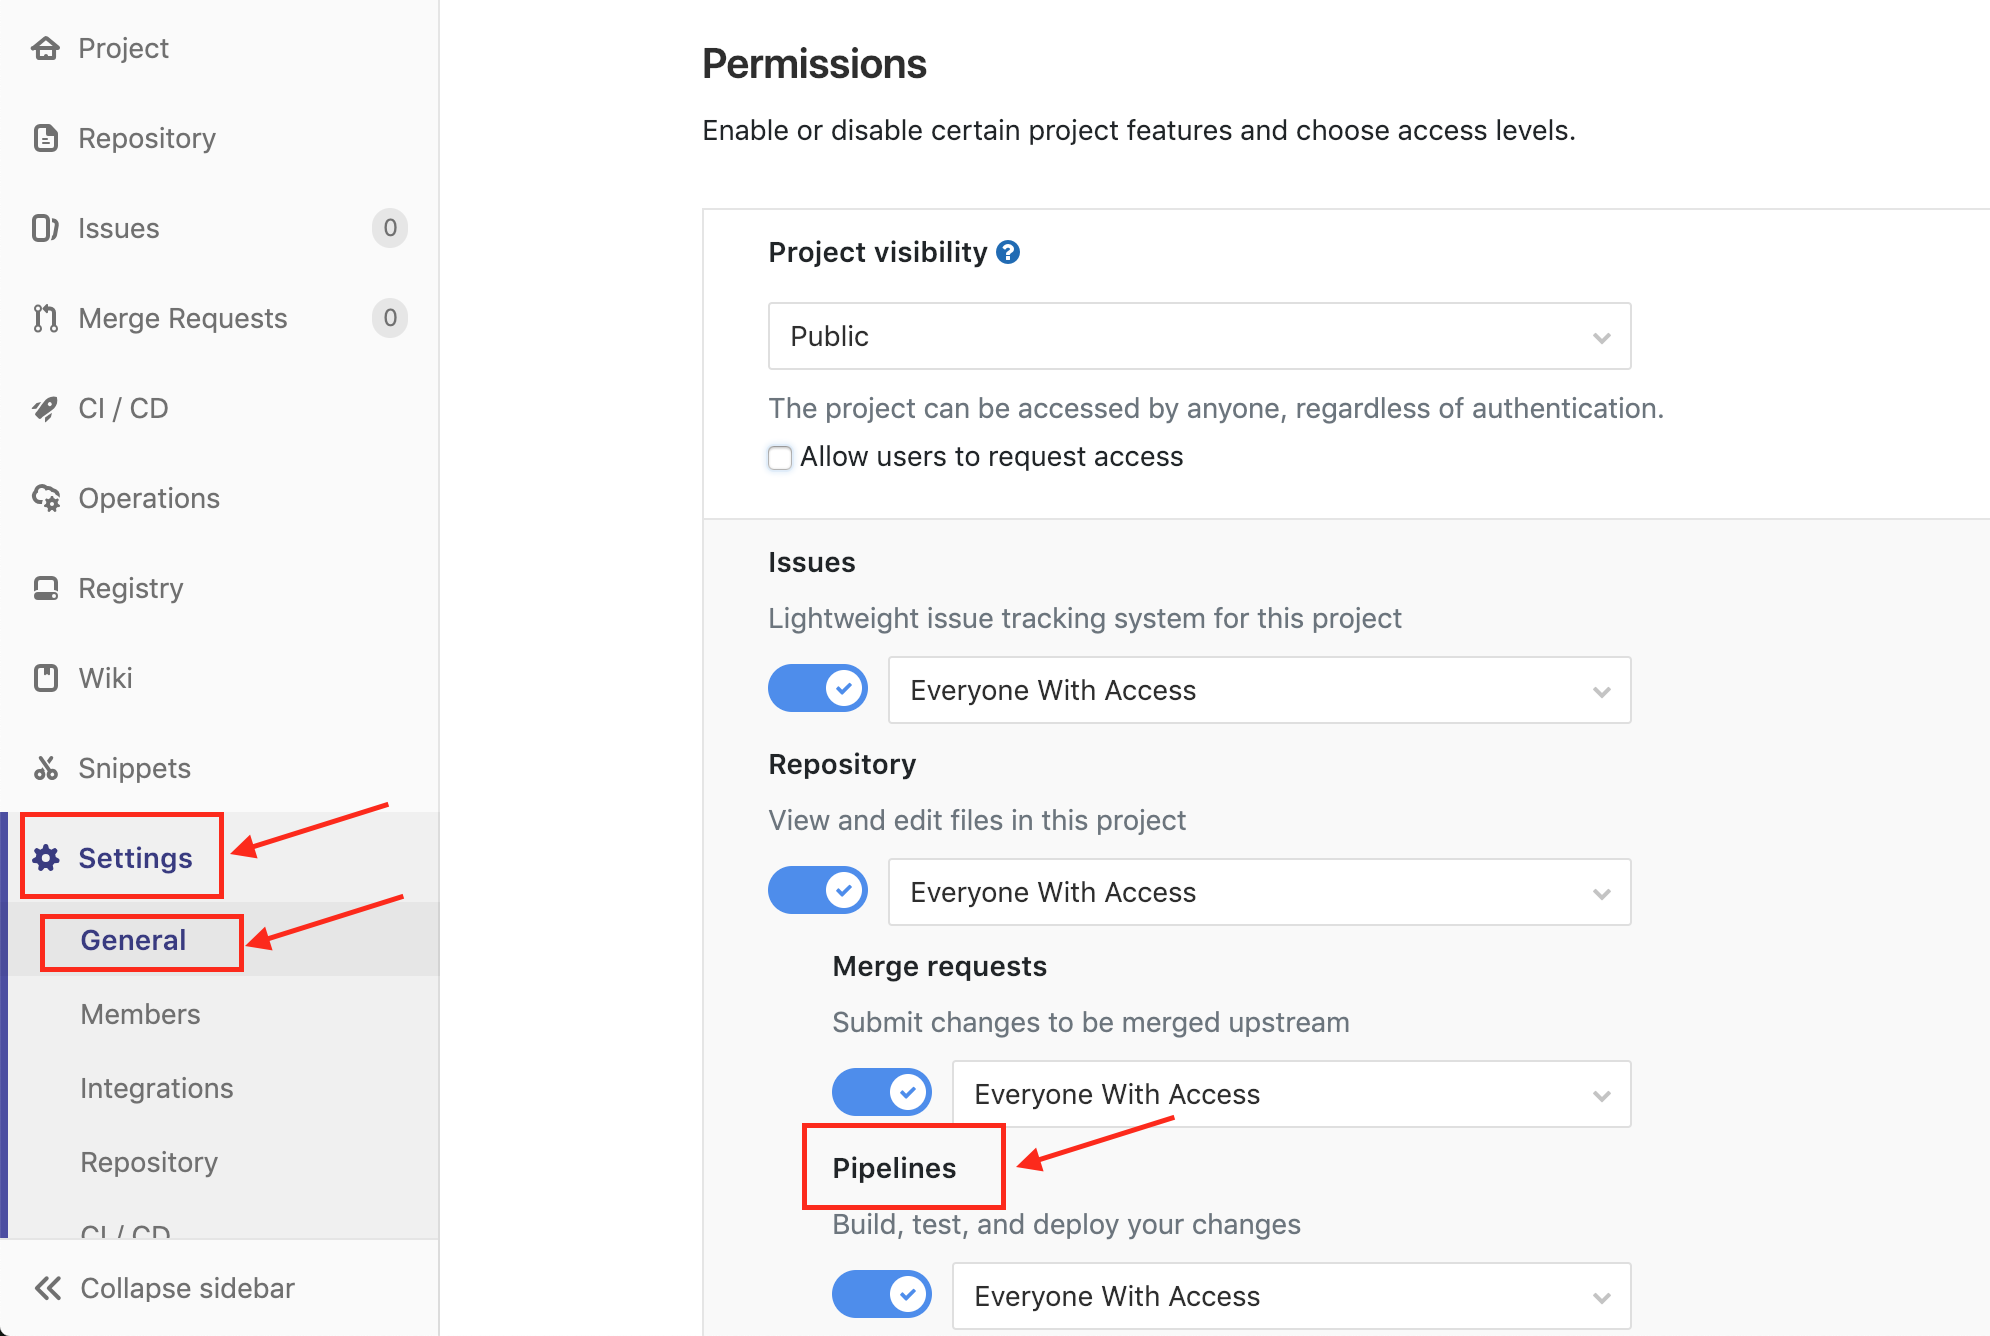 Project
Repository
Issues 0
Merge Requests 0
CI / CD
Operations
Registry
Wiki
Snippets
Settings
General
Members
Integrations
Repository
CI / CD
Collapse sidebar
Permissions
Enable or disable certain project features and choose access levels.
Project visibility ?
Public
The project can be accessed by anyone, regardless of authentication.
Allow users to request access
Issues
Lightweight issue tracking system for this project
Everyone With Access
Repository
View and edit files in this project
Everyone With Access
Merge requests
Submit changes to be merged upstream
Everyone With Access
Pipelines
Build, test, and deploy your changes
Everyone With Access